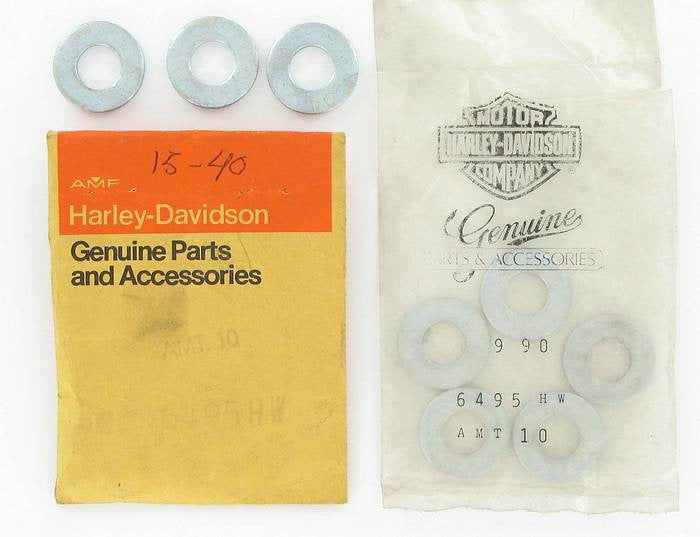 15-40
AMF
Harley-Davidson
Genuine Parts
and Accessories
AMT. 10
6495HW
MOTOR
HARLEY-DAVIDSON
COMPANY
®
Genuine
PARTS & ACCESSORIES
9 90
6495 HW
AMT 10